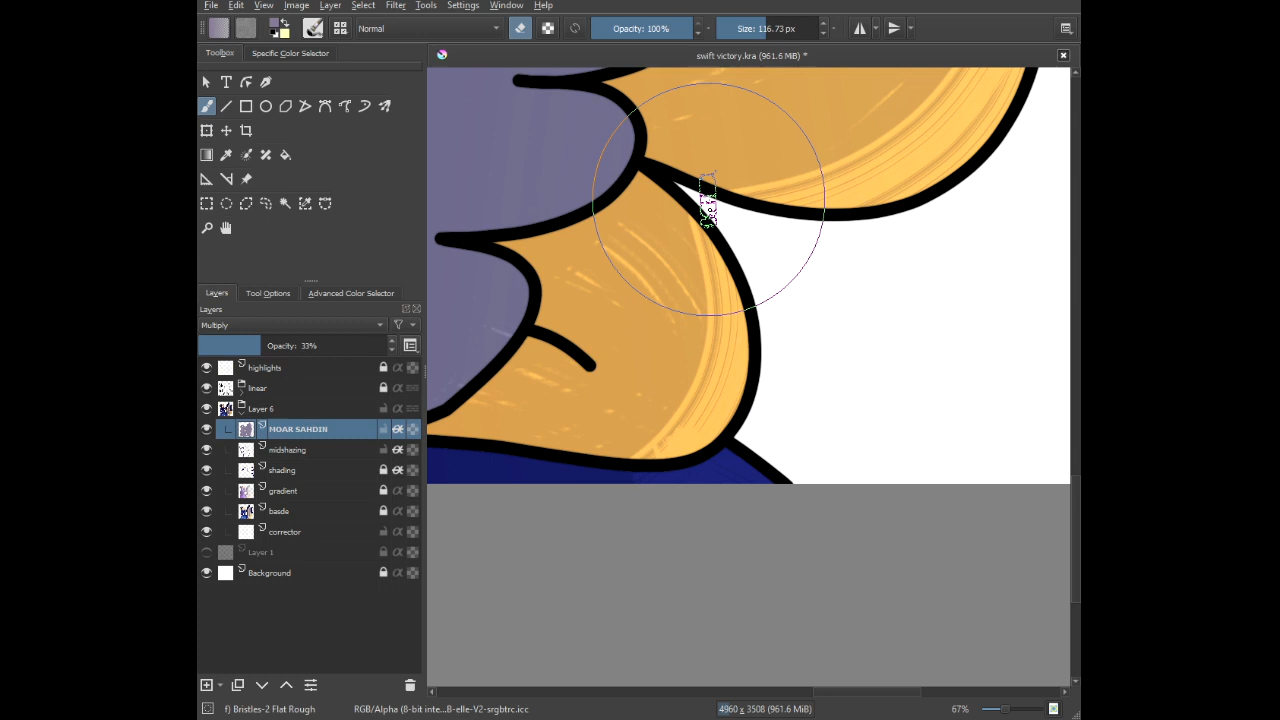 File Edit View Image Layer Select Filter Tools Settings Window Help
Normal Opacity: 100% Size: 116.73 px
Toolbox Specific Color Selector
swift victory.kra (961.6 MiB) *
T
Layers Tool Options Advanced Color Selector
Layers
Multiply
Opacity: 33%
highlights
linear
Layer 6
MOAR SAHDIN
midshazing
shading
gradient
basde
corrector
Layer 1
Background
f) Bristles-2 Flat Rough RGB/Alpha (8-bit inte...B-elle-V2-srgbtrc.icc 4960 x 3508 (961.6 MiB) 67%